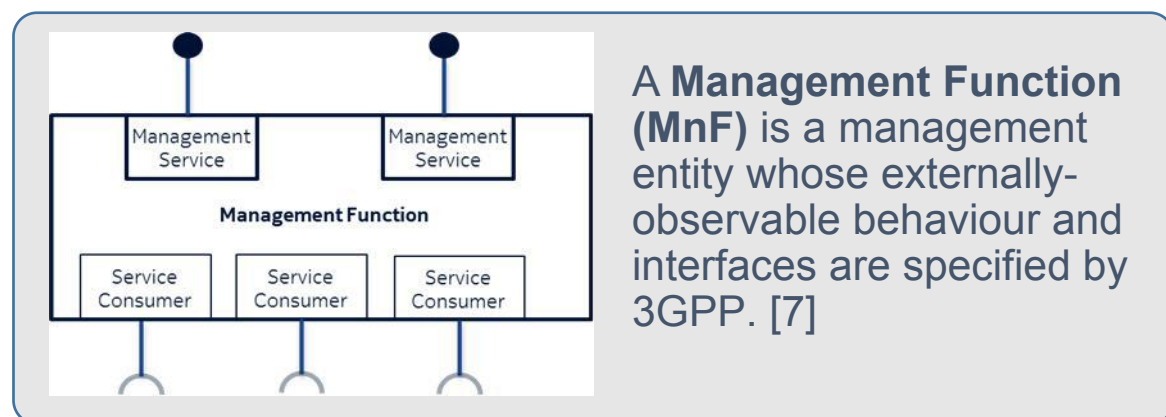 Management
Service
Management
Service
Management Function
Service
Consumer
Service
Consumer
Service
Consumer
A Management Function
(MnF) is a management
entity whose externally-
observable behaviour and
interfaces are specified by
3GPP. [7]